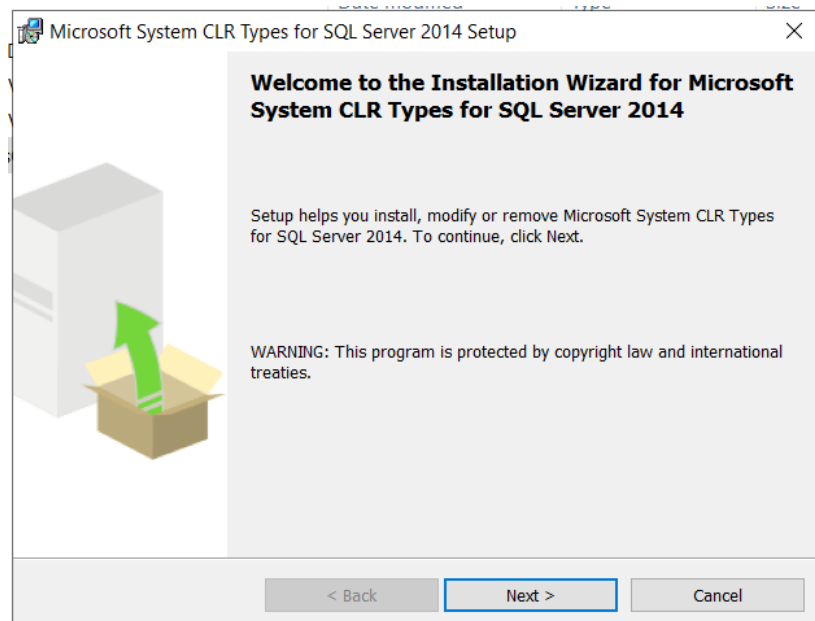 Microsoft System CLR Types for SQL Server 2014 Setup
Welcome to the Installation Wizard for Microsoft
System CLR Types for SQL Server 2014
Setup helps you install, modify or remove Microsoft System CLR Types
for SQL Server 2014. To continue, click Next.
WARNING: This program is protected by copyright law and international
treaties.
< Back
Next >
Cancel